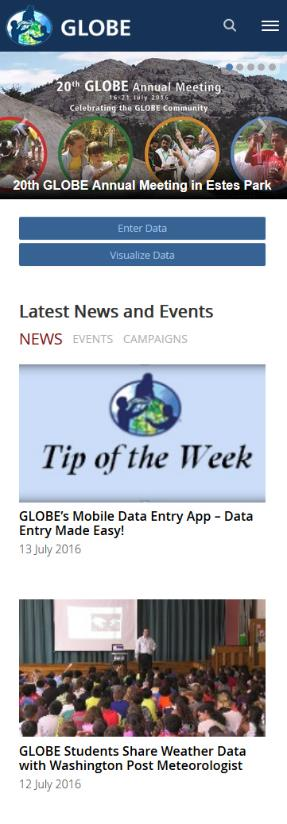 GLOBE
20th GLOBE Annual Meeting
16-21 July 2016
Celebrating the GLOBE Community
20th GLOBE Annual Meeting in Estes Park
Enter Data
Visualize Data
Latest News and Events
NEWS EVENTS CAMPAIGNS
Tip of the Week
GLOBE's Mobile Data Entry App – Data
Entry Made Easy!
13 July 2016
GLOBE Students Share Weather Data
with Washington Post Meteorologist
12 July 2016